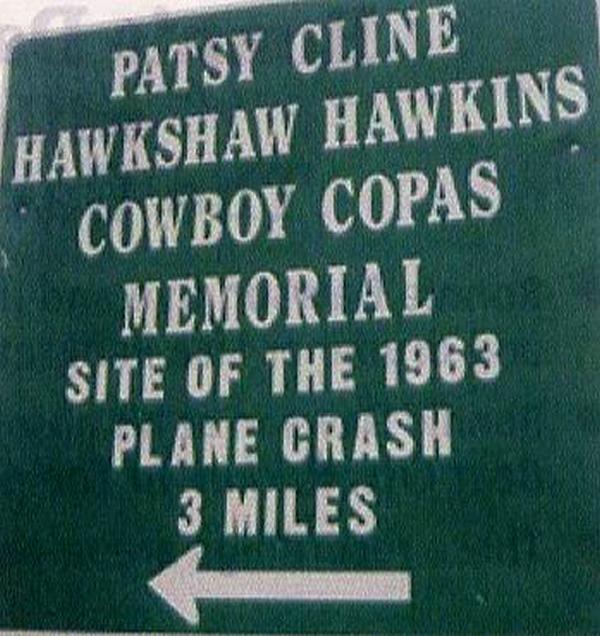 PATSY CLINE
HAWKSHAW HAWKINS
COWBOY COPAS
MEMORIAL
SITE OF THE 1963
PLANE CRASH
3 MILES